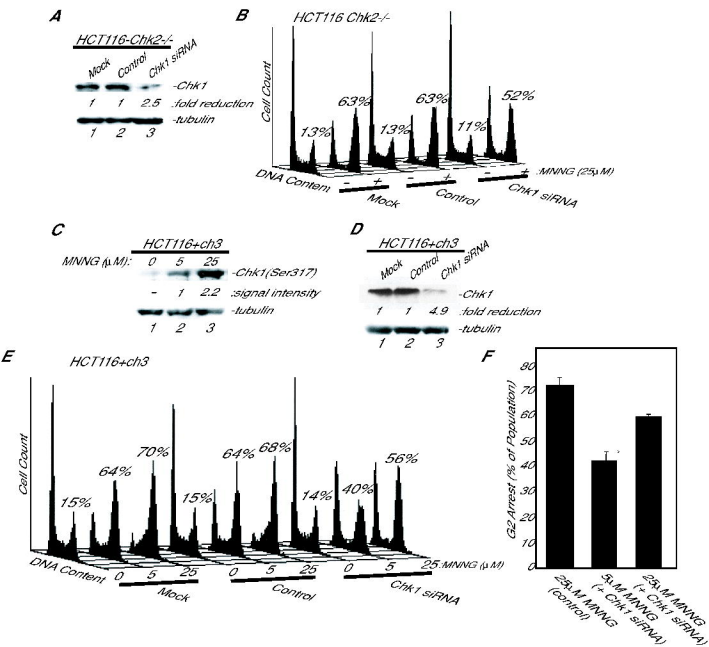 A
HCT116-Chk2-/-
Mock Control Chk1 siRNA
-Chk1
1 1 2.5 :fold reduction
-tubulin
1 2 3
B
HCT116 Chk2-/-
Cell Count
13% 63% 13% 63% 11% 52%
DNA Content
- + - + - + :MNNG (25µM)
Mock Control Chk1 siRNA
C
HCT116+ch3
MNNG (µM): 0 5 25
-Chk1(Ser317)
- 1 2.2 :signal intensity
-tubulin
1 2 3
D
HCT116+ch3
Mock Control Chk1 siRNA
-Chk1
1 1 4.9 :fold reduction
-tubulin
1 2 3
E
HCT116+ch3
Cell Count
15% 64% 70% 15% 64% 68% 14% 40% 56%
DNA Content
0 5 25 0 5 25 0 5 25 :MNNG (µM)
Mock Control Chk1 siRNA
F
G2 Arrest (% of Population)
80
70
60
50
40
30
20
10
0
25µM MNNG
(control)
5µM MNNG
(+ Chk1 siRNA)
25µM MNNG
(+ Chk1 siRNA)